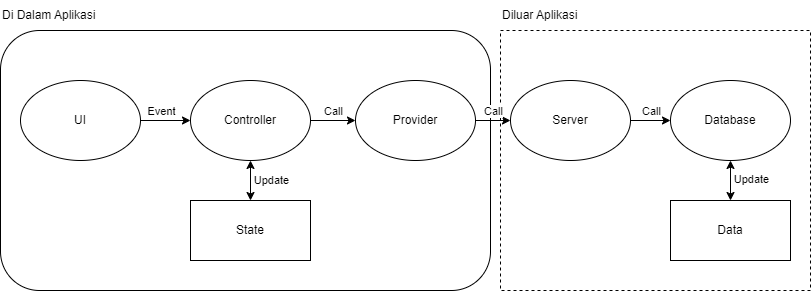 Di Dalam Aplikasi
Diluar Aplikasi
UI
Event
Controller
Call
Provider
Call
Server
Call
Database
Update
Update
State
Data